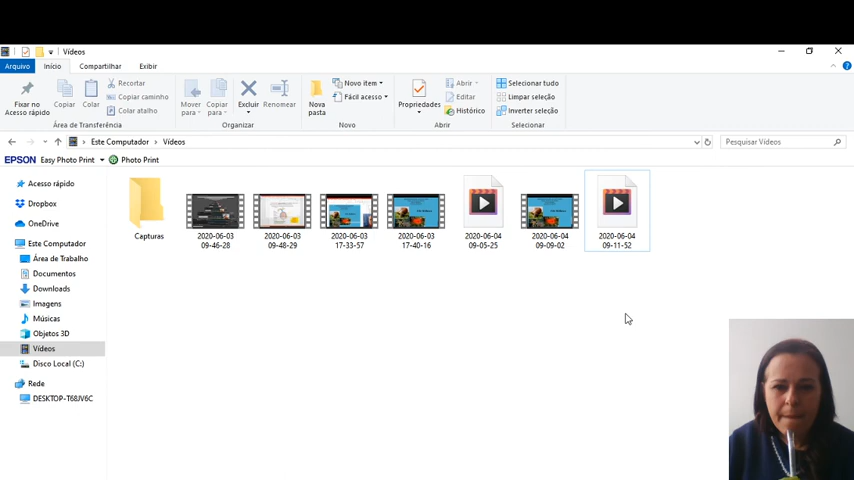 Vídeos
Arquivo Início Compartilhar Exibir
Fixar no Acesso rápido
Copiar
Colar
Recortar
Copiar caminho
Colar atalho
Mover para
Copiar para
Excluir
Renomear
Nova pasta
Novo item
Fácil acesso
Propriedades
Abrir
Editar
Histórico
Selecionar tudo
Limpar seleção
Inverter seleção
Área de Transferência Organizar Novo Abrir Selecionar
Este Computador Vídeos
Pesquisar Vídeos
EPSON Easy Photo Print Photo Print
Acesso rápido
Dropbox
OneDrive
Este Computador
Área de Trabalho
Documentos
Downloads
Imagens
Músicas
Objetos 3D
Vídeos
Disco Local (C:)
Rede
DESKTOP-T68JV6C
Capturas
2020-06-03
09-46-28
2020-06-03
09-48-29
2020-06-03
17-33-57
2020-06-03
17-40-16
2020-06-04
09-05-25
2020-06-04
09-09-02
2020-06-04
09-11-52